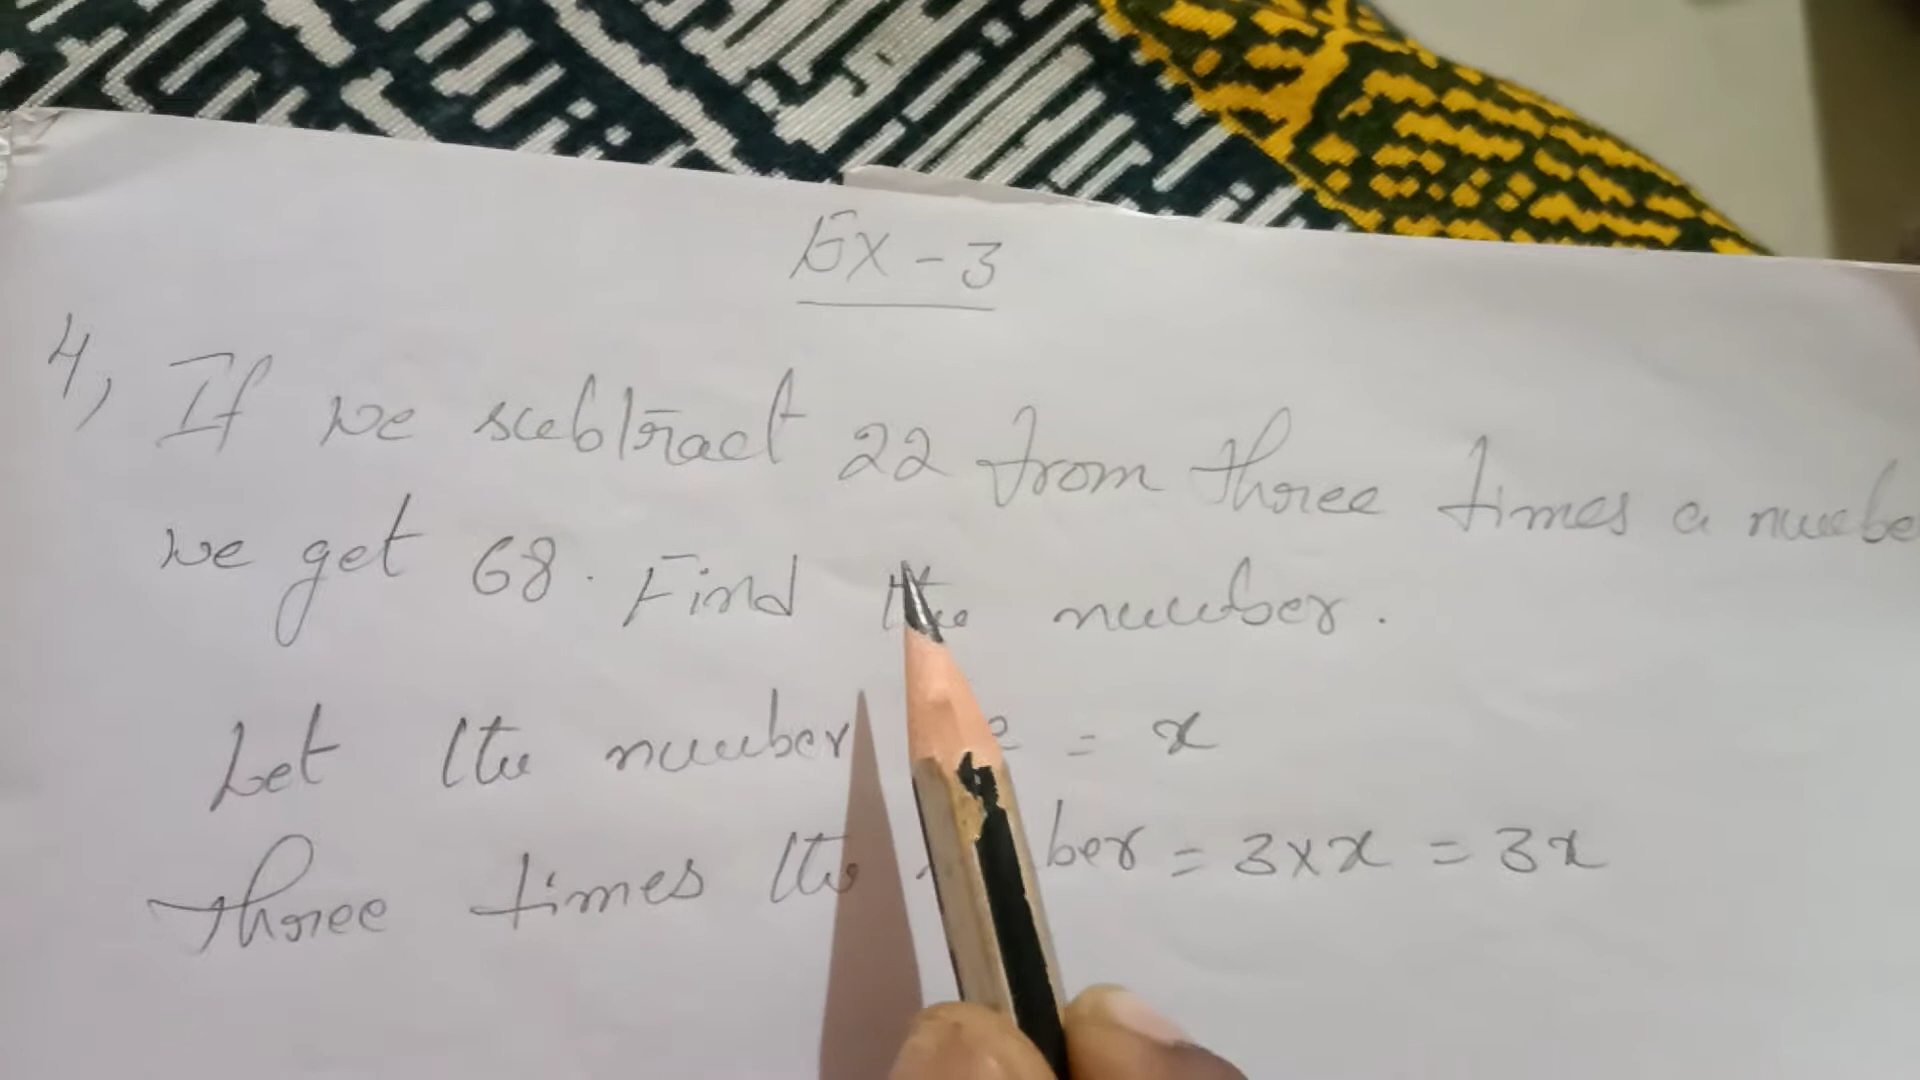 Ex - 3
4, If we subtract 22 from three times a number
we get 68. Find the number.
Let the number = x
three times the ber = 3 x x = 3x